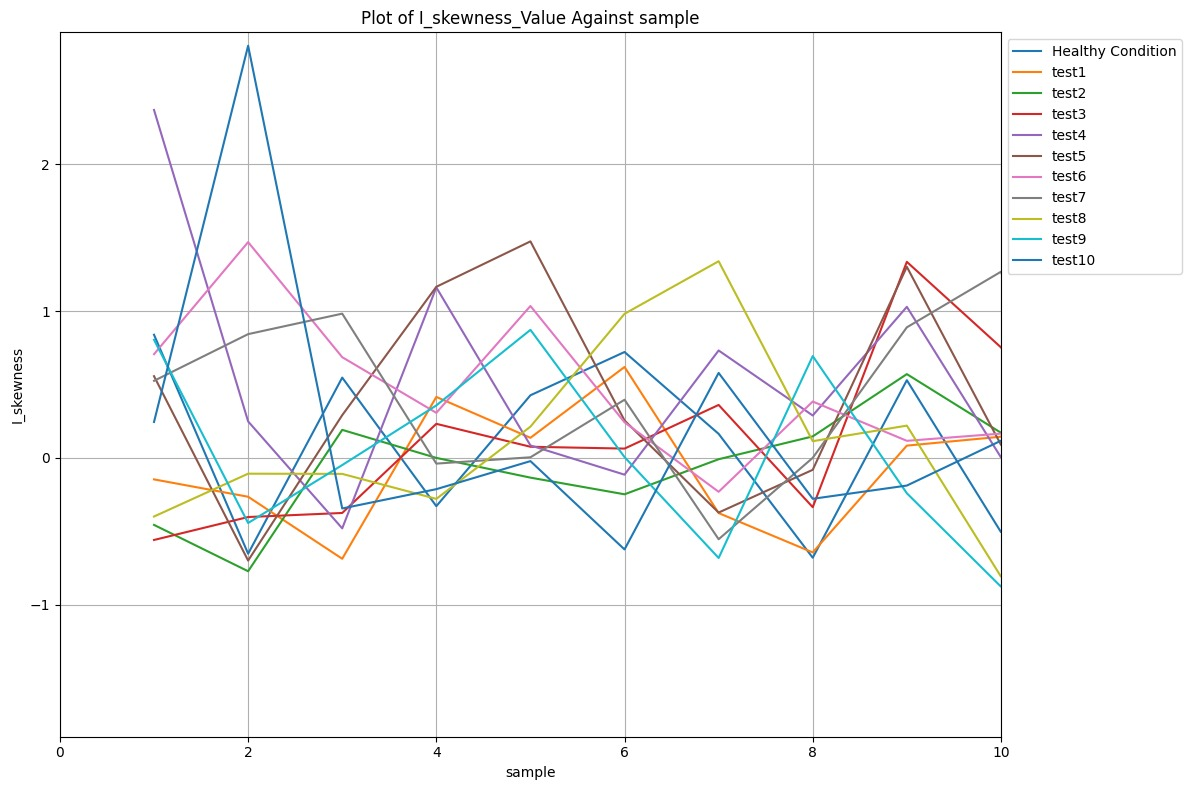 Plot of I_skewness_Value Against sample
Healthy Condition
test1
test2
test3
test4
test5
test6
test7
test8
test9
test10
I_skewness
2
1
0
−1
0 2 4 6 8 10
sample